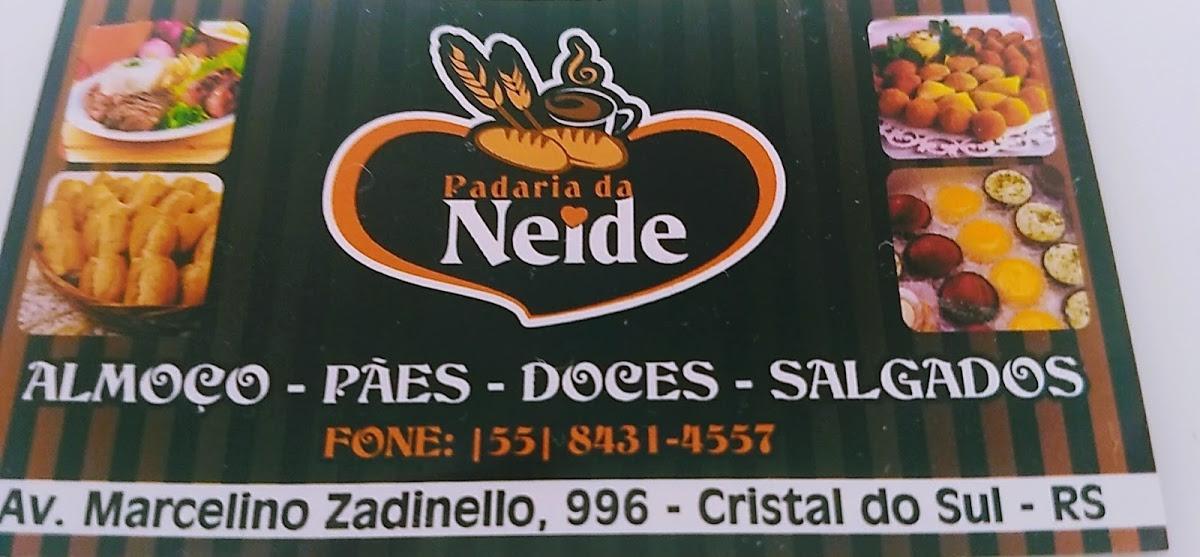 Padaria da
Neide
ALMOÇO - PÃES - DOCES - SALGADOS
FONE: |55| 8431-4557
Av. Marcelino Zadinello, 996 - Cristal do Sul - RS